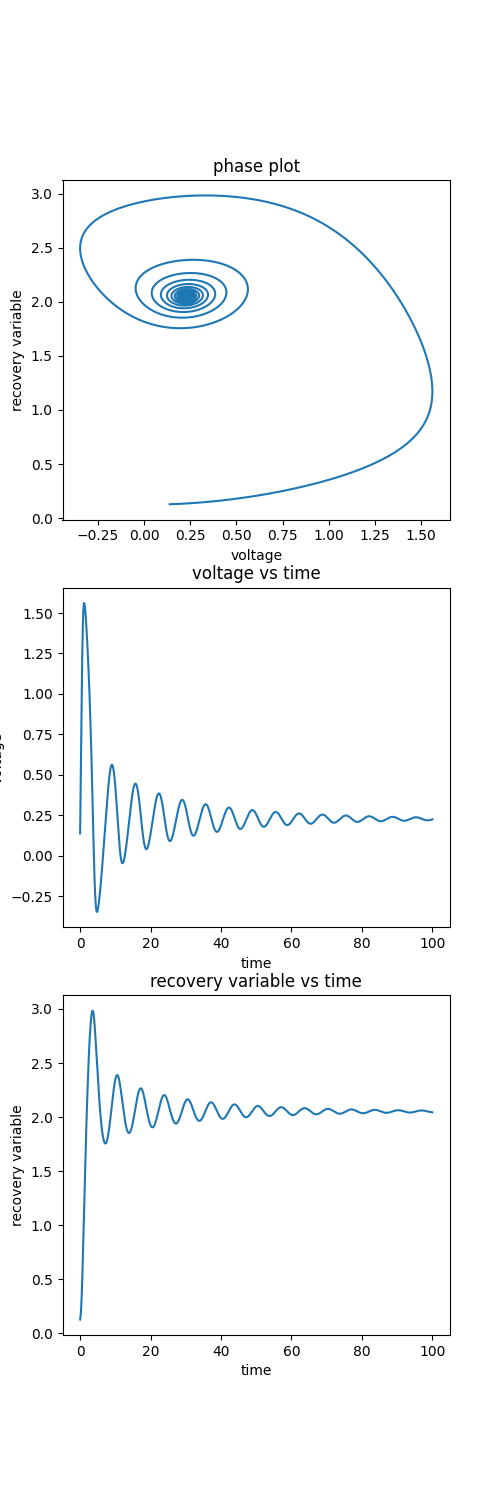 phase plot
3.0
2.5
2.0
1.5
1.0
0.5
0.0
recovery variable
−0.25 0.00 0.25 0.50 0.75 1.00 1.25 1.50
voltage
voltage vs time
1.50
1.25
1.00
0.75
0.50
0.25
0.00
−0.25
0 20 40 60 80 100
time
recovery variable vs time
3.0
2.5
2.0
1.5
1.0
0.5
0.0
recovery variable
0 20 40 60 80 100
time